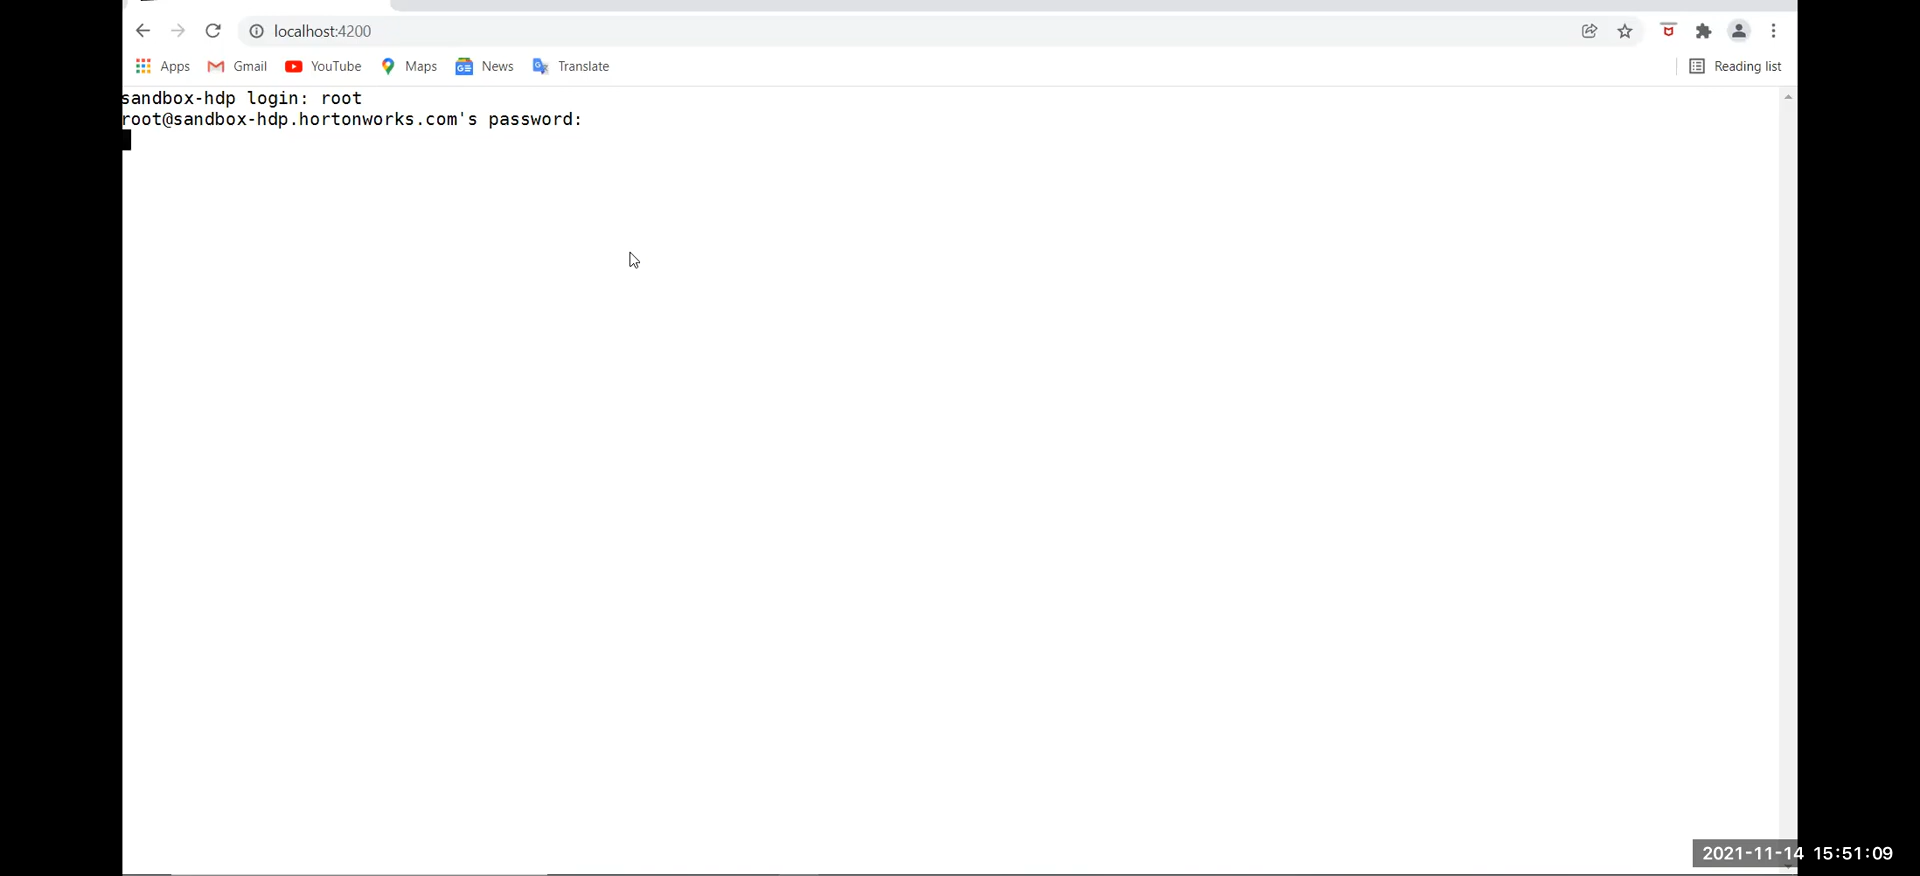 localhost:4200
Apps Gmail YouTube Maps News Translate Reading list
sandbox-hdp login: root
root@sandbox-hdp.hortonworks.com's password:
2021-11-14 15:51:09